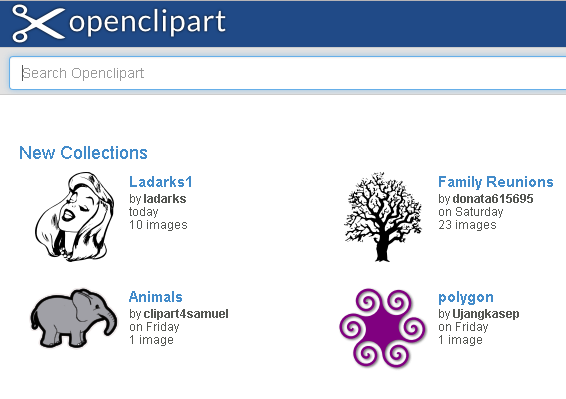 openclipart
Search Openclipart
New Collections
Ladarks1
by ladarks
today
10 images
Family Reunions
by donata615695
on Saturday
23 images
Animals
by clipart4samuel
on Friday
1 image
polygon
by Ujangkasep
on Friday
1 image